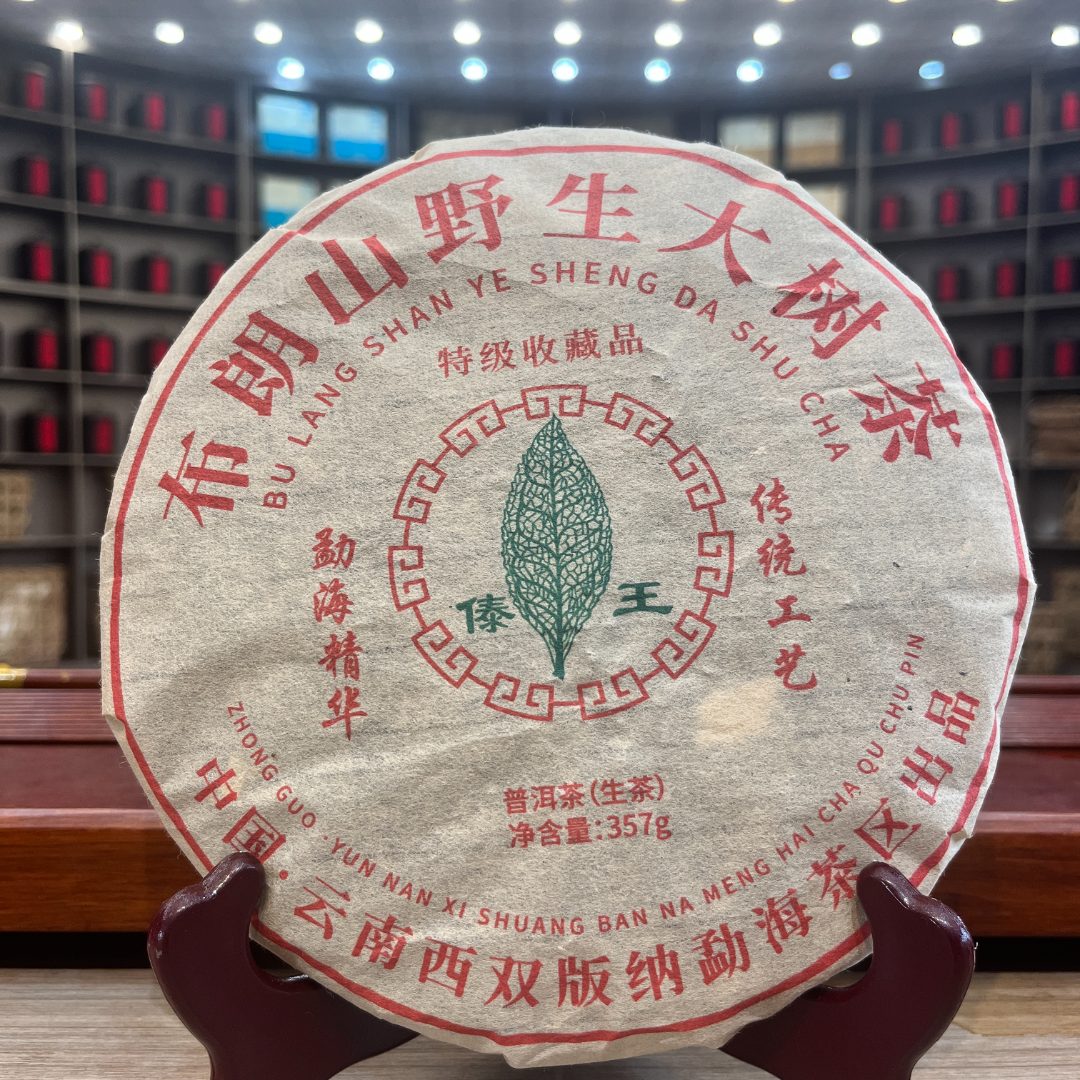 布朗山野生大树茶
BU LANG SHAN YE SHENG DA SHU CHA
特级收藏品
傣王
勐海精华
传统工艺
普洱茶(生茶)
净含量:357g
ZHONG GUO · YUN NAN XI SHUANG BAN NA MENG HAI CHA QU CHU PIN
中国·云南西双版纳勐海茶区出品